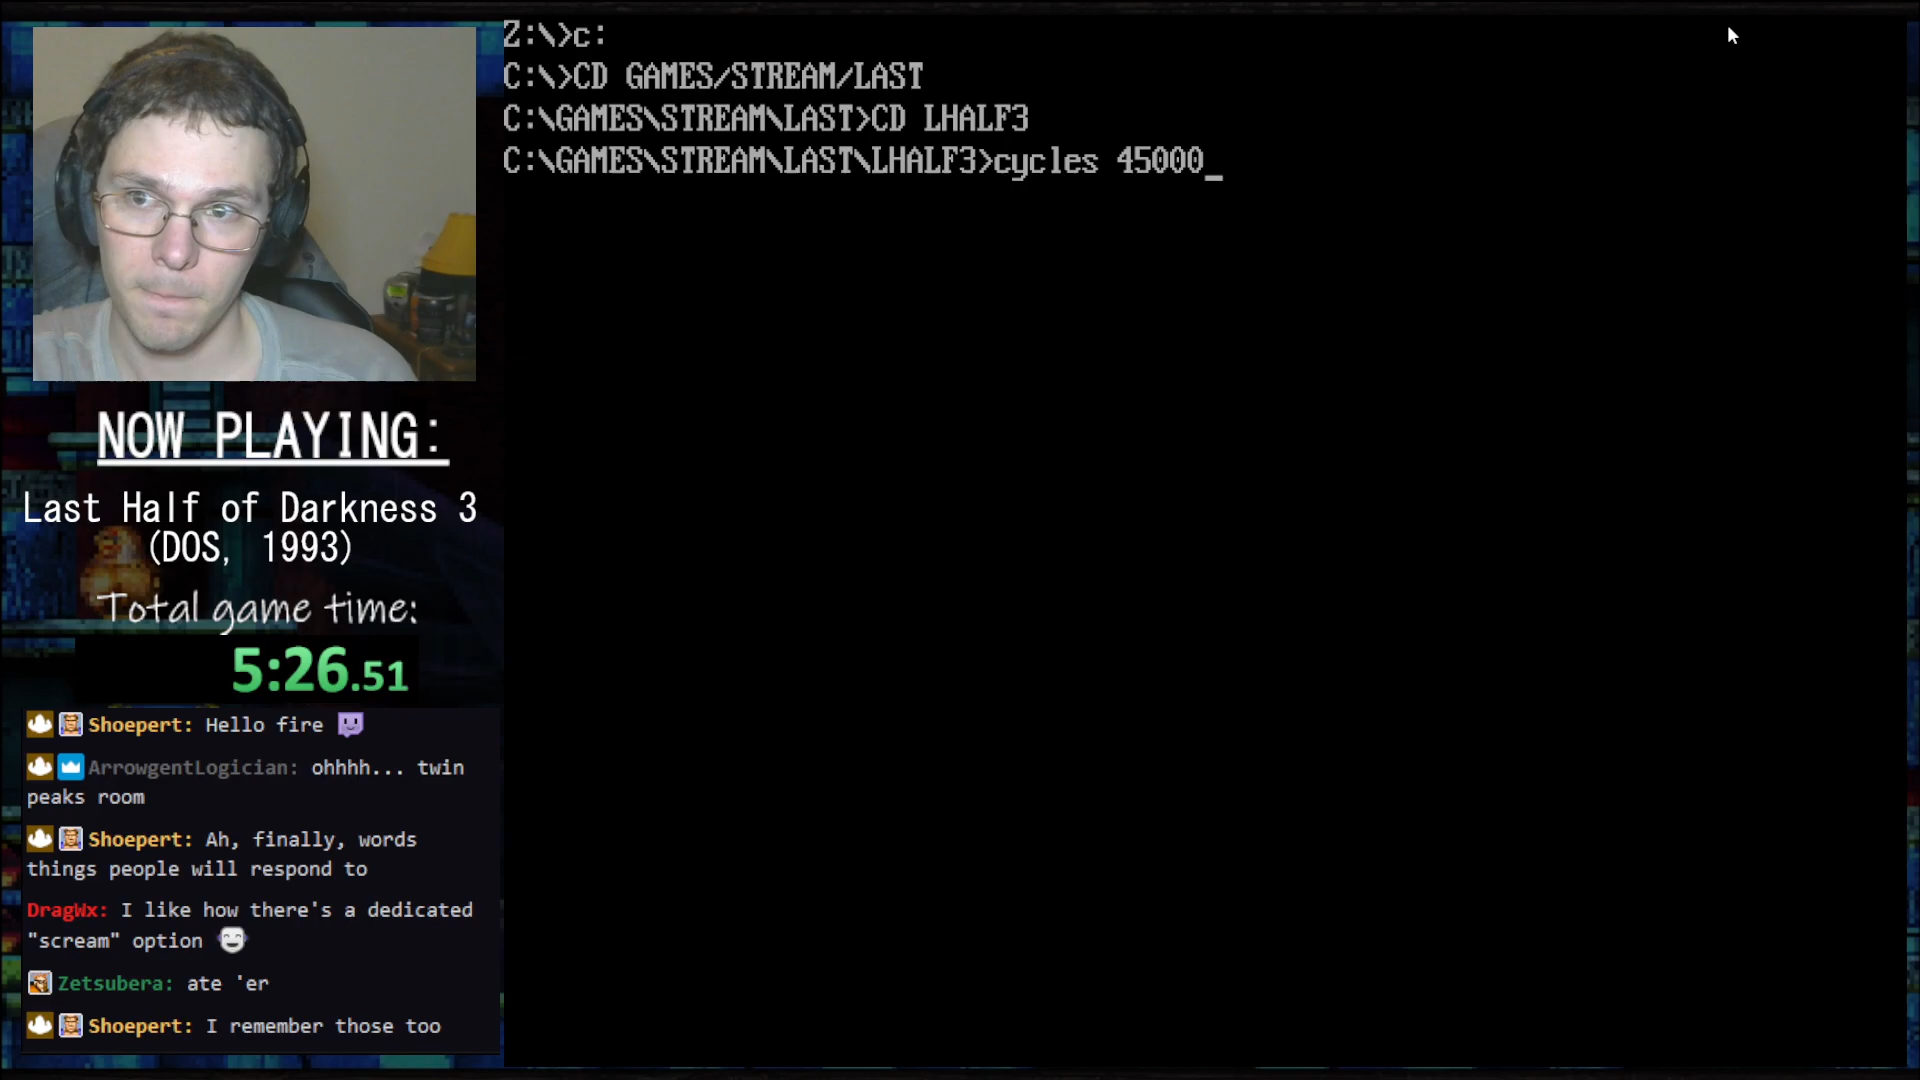 Z:\>c:
C:\>CD GAMES/STREAM/LAST
C:\GAMES\STREAM\LAST>CD LHALF3
C:\GAMES\STREAM\LAST\LHALF3>cycles 45000_
NOW PLAYING:
Last Half of Darkness 3
(DOS, 1993)
Total game time:
5:26.51
Shoepert: Hello fire
ArrowgentLogician: ohhhh... twin
peaks room
Shoepert: Ah, finally, words
things people will respond to
DragWx: I like how there's a dedicated
"scream" option
Zetsubera: ate 'er
Shoepert: I remember those too